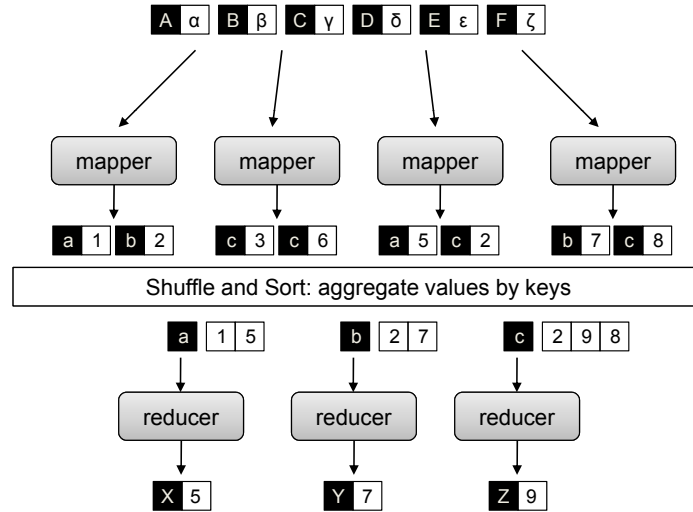 A α B β C γ D δ E ε F ζ
mapper mapper mapper mapper
a 1 b 2 c 3 c 6 a 5 c 2 b 7 c 8
Shuffle and Sort: aggregate values by keys
a 1 5 b 2 7 c 2 9 8
reducer reducer reducer
X 5 Y 7 Z 9